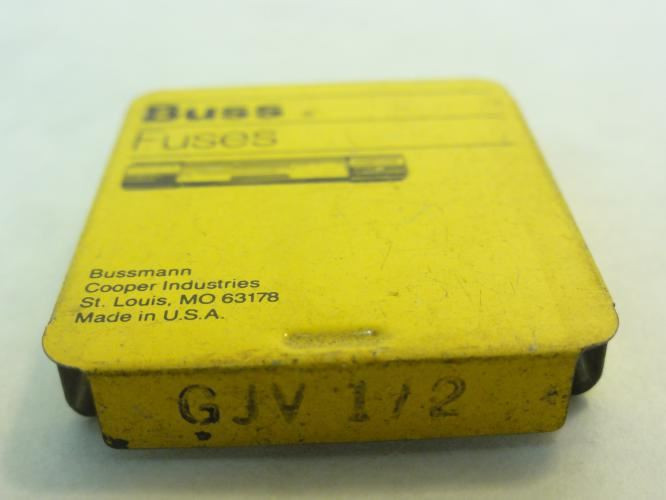 Buss
Fuses
Bussmann
Cooper Industries
St. Louis, MO 63178
Made in U.S.A.
GJV 1/2